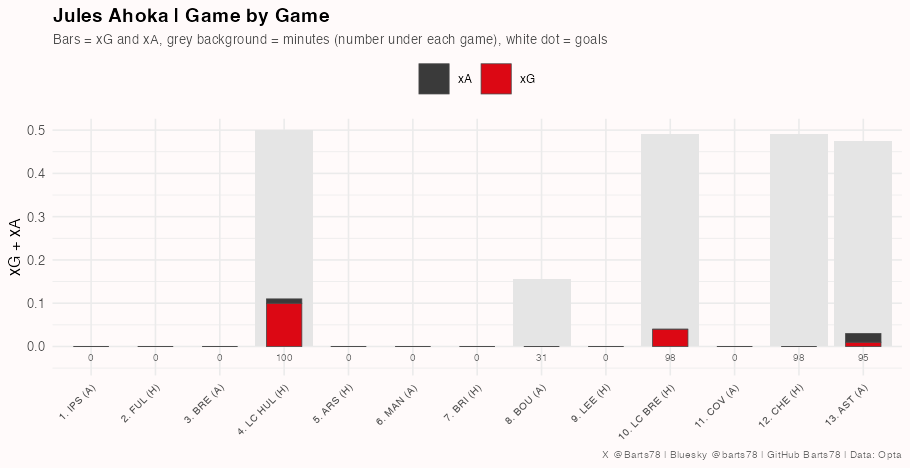 Jules Ahoka | Game by Game
Bars = xG and xA, grey background = minutes (number under each game), white dot = goals
xA xG
xG + xA
0.5
0.4
0.3
0.2
0.1
0.0
0 0 0 100 0 0 0 31 0 98 0 98 95
1. IPS (A)
2. FUL (H)
3. BRE (A)
4. LC HUL (H)
5. ARS (H)
6. MAN (A)
7. BRI (H)
8. BOU (A)
9. LEE (H)
10. LC BRE (H)
11. COV (A)
12. CHE (H)
13. AST (A)
X @Barts78 | Bluesky @barts78 | GitHub Barts78 | Data: Opta